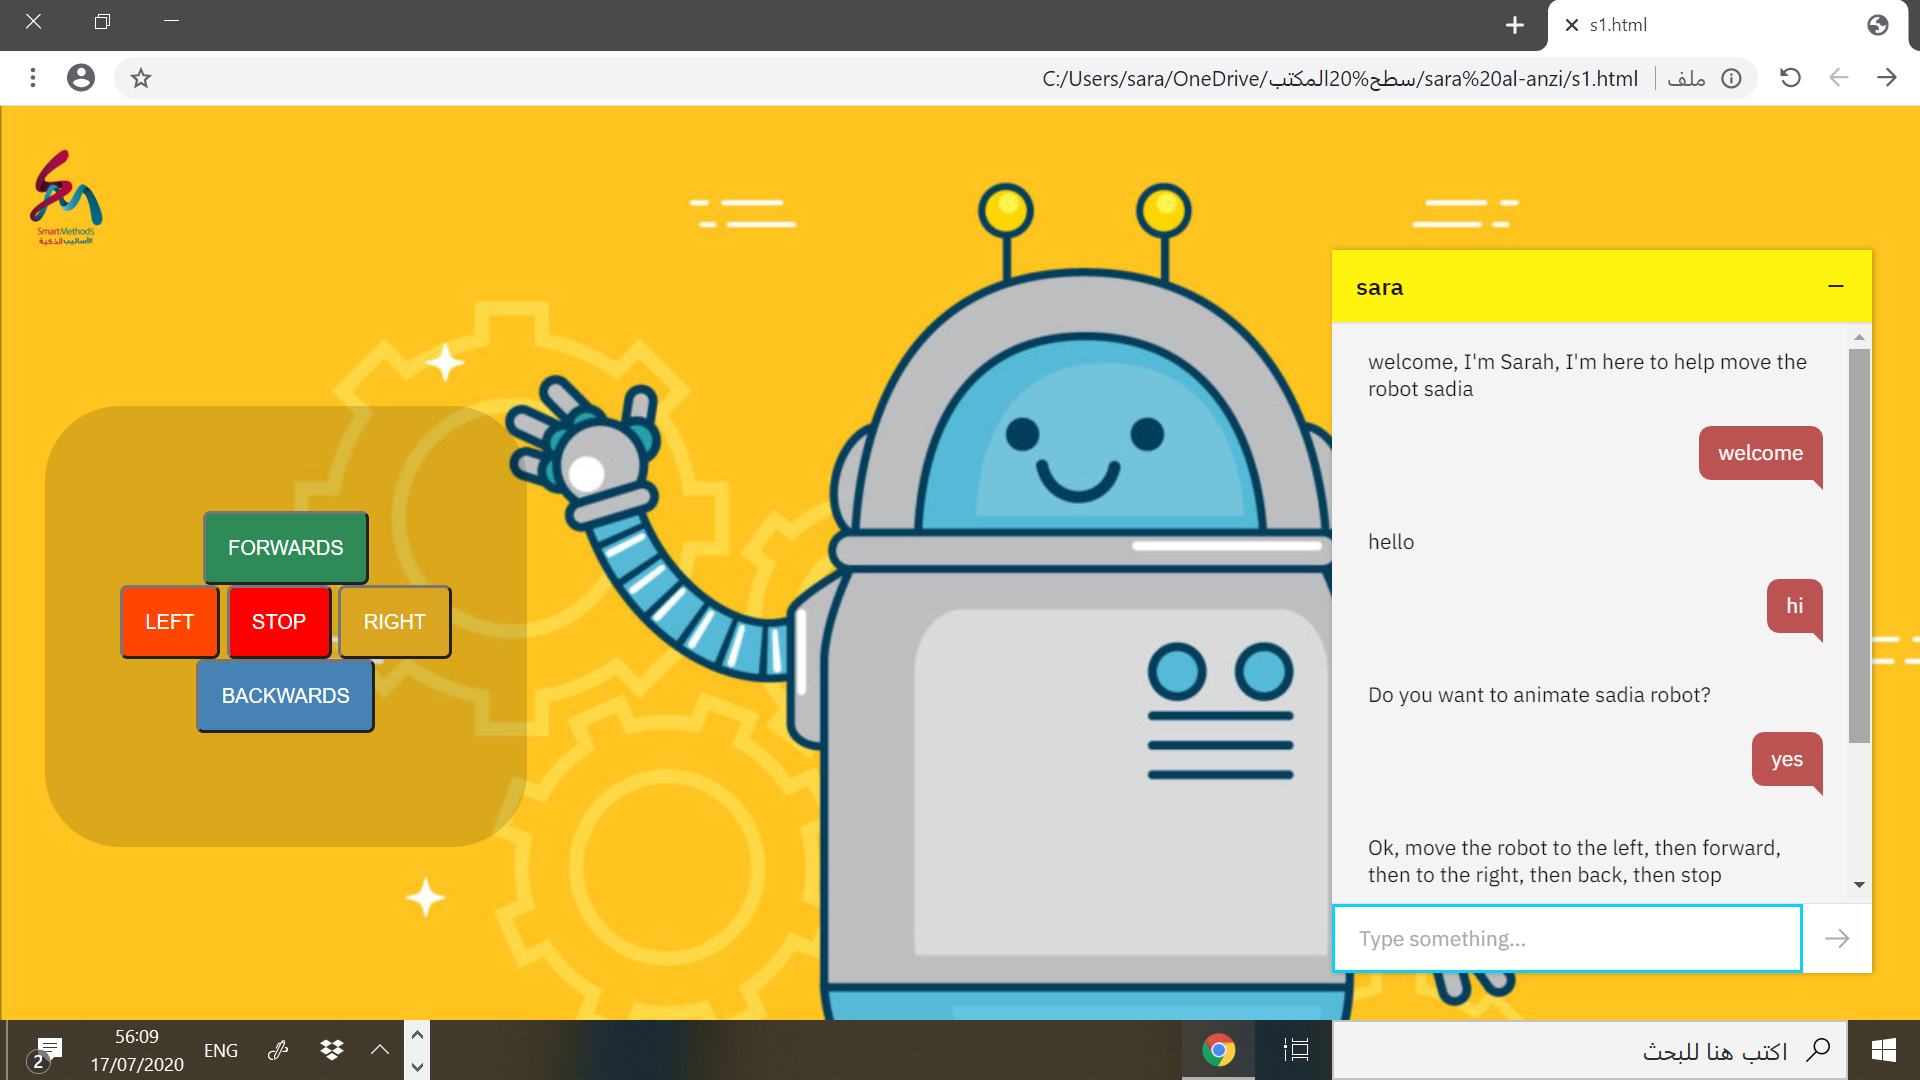 s1.html
C:/Users/sara/OneDrive/سطح%20المكتب/sara%20al-anzi/s1.html
ملف
SmartMethods
الأساليب الذكية
sara
welcome, I'm Sarah, I'm here to help move the
robot sadia
welcome
hello
hi
Do you want to animate sadia robot?
yes
Ok, move the robot to the left, then forward,
then to the right, then back, then stop
Type something...
FORWARDS
LEFT
STOP
RIGHT
BACKWARDS
2
56:09
17/07/2020
ENG
اكتب هنا للبحث